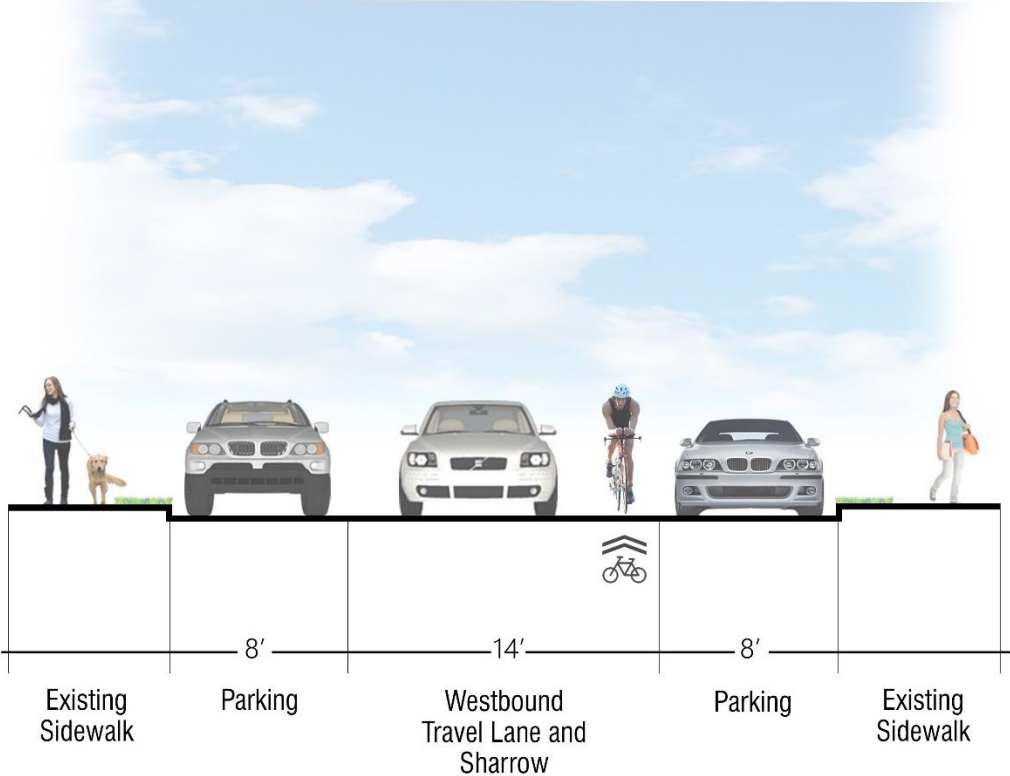 8’
14’
8’
Existing
Sidewalk
Parking
Westbound
Travel Lane and
Sharrow
Parking
Existing
Sidewalk